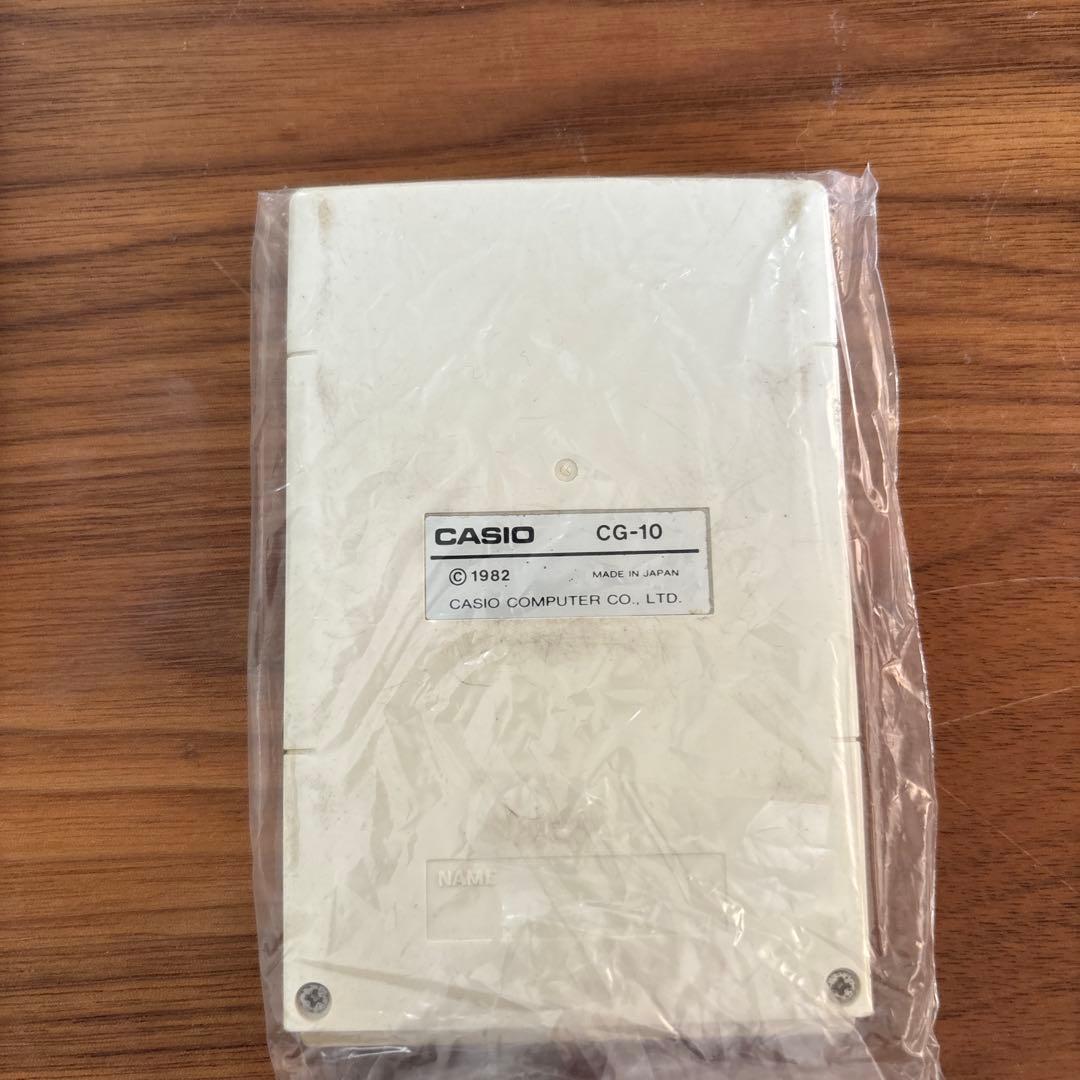 CASIO CG-10
© 1982 MADE IN JAPAN
CASIO COMPUTER CO., LTD.
NAME